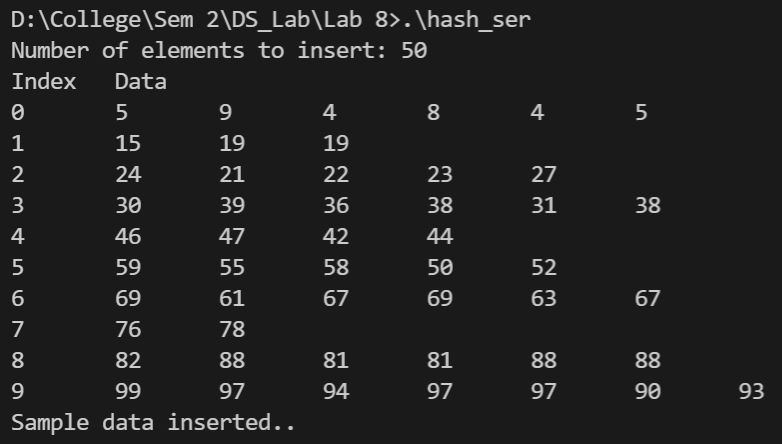 D:\College\Sem 2\DS_Lab\Lab 8>.\hash_ser
Number of elements to insert: 50
Index Data
0 5 9 4 8 4 5
1 15 19 19
2 24 21 22 23 27
3 30 39 36 38 31 38
4 46 47 42 44
5 59 55 58 50 52
6 69 61 67 69 63 67
7 76 78
8 82 88 81 81 88 88
9 99 97 94 97 97 90 93
Sample data inserted..